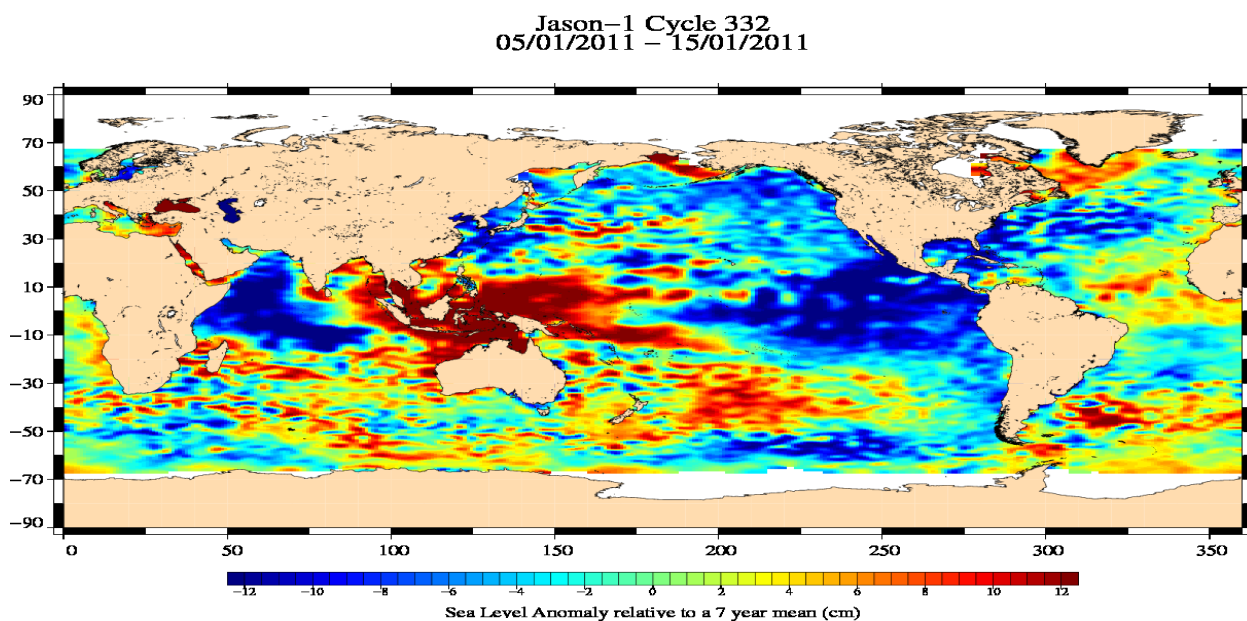 Jason-1 Cycle 332
05/01/2011 - 15/01/2011
90
70
50
30
10
-10
-30
-50
-70
-90
0 50 100 150 200 250 300 350
-12 -10 -8 -6 -4 -2 0 2 4 6 8 10 12
Sea Level Anomaly relative to a 7 year mean (cm)